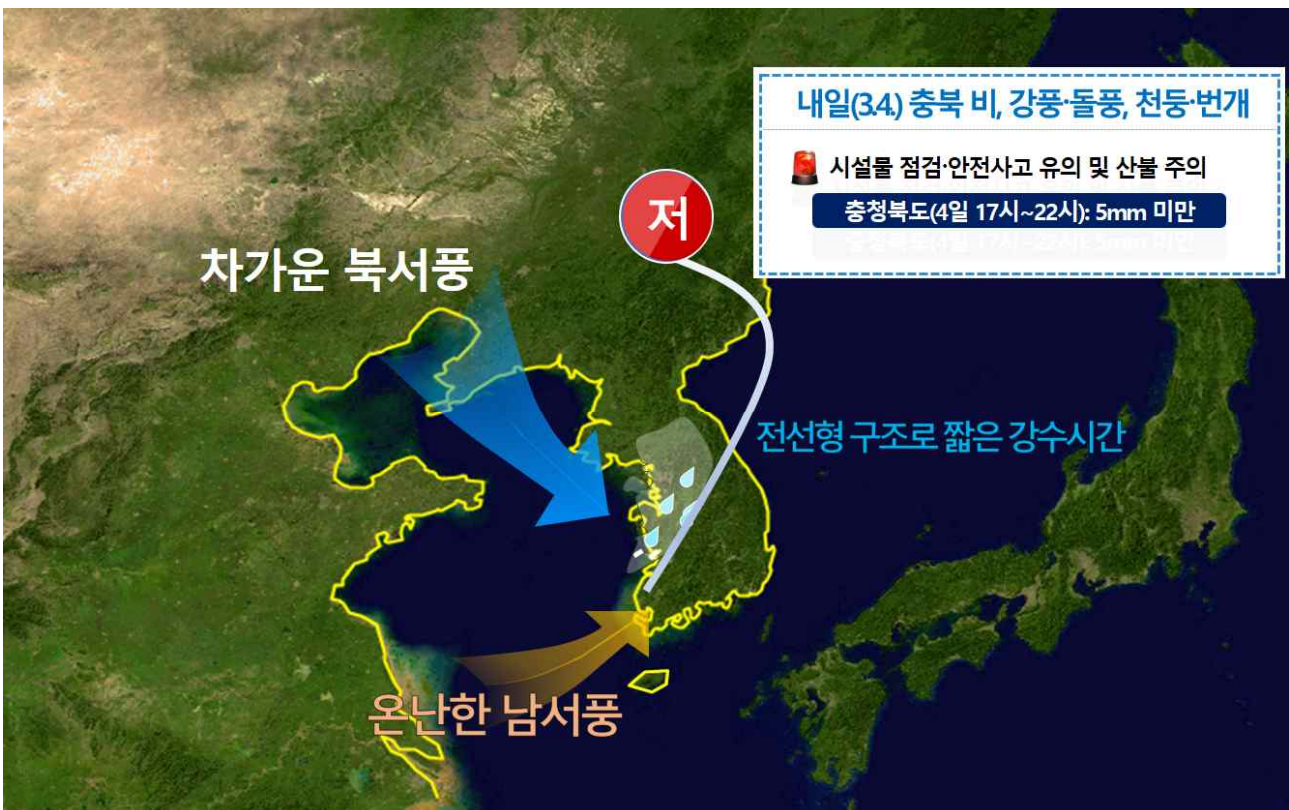 내일(3.4.) 충북 비, 강풍·돌풍, 천둥·번개
시설물 점검·안전사고 유의 및 산불 주의
충청북도(4일 17시~22시): 5mm 미만
저
차가운 북서풍
전선형 구조로 짧은 강수시간
온난한 남서풍